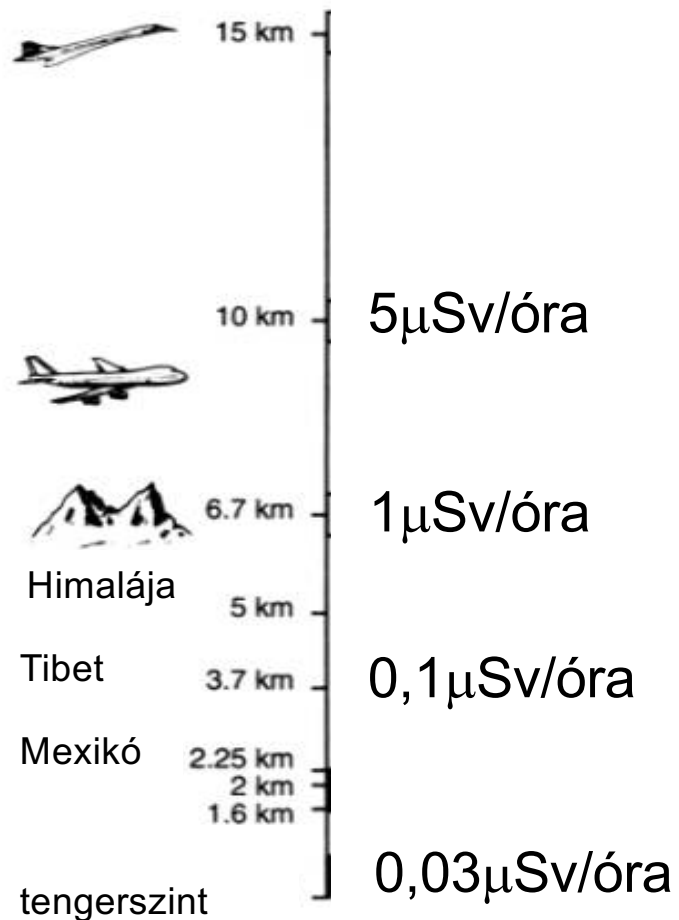 15 km
10 km 5μSv/óra
6.7 km 1μSv/óra
Himalája
5 km
Tibet 3.7 km 0,1μSv/óra
Mexikó 2.25 km
2 km
1.6 km
0,03μSv/óra
tengerszint